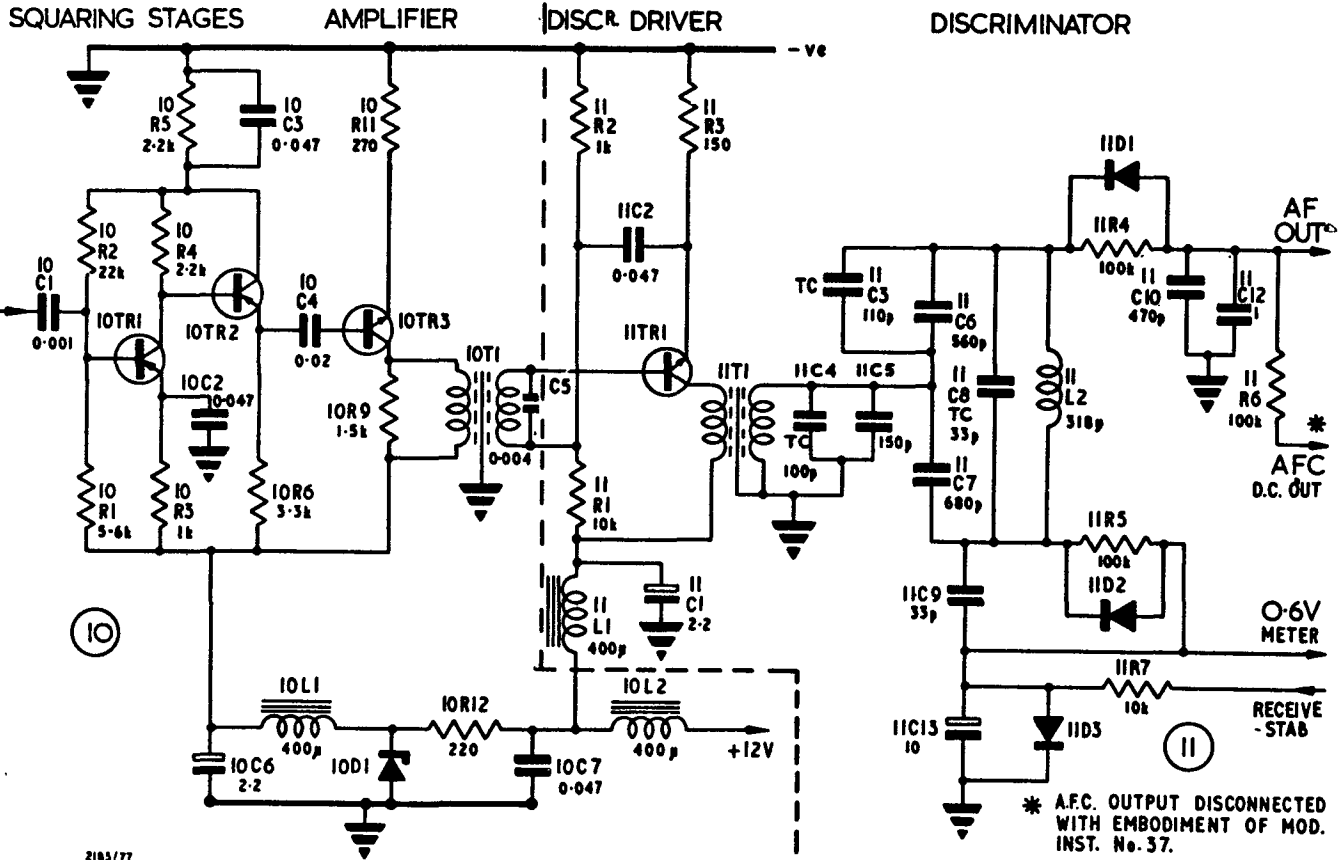 SQUARING STAGES
AMPLIFIER
DISCR. DRIVER
DISCRIMINATOR
-ve
10
R5
2.2k
10
C3
0.047
10
R11
270
11
R2
1k
11
R3
150
11D1
11R4
100k
AF
OUT
10
R2
22k
10
R4
2.2k
11C2
0.047
10
C1
0.001
10TR1
10TR2
10
C4
0.02
10TR3
11TR1
TC
11
C3
110p
11
C6
560p
11
C10
470p
11
C12
1
10C2
0.047
10R9
1.5k
10T1
C5
0.004
11T1
11C4
TC
100p
11C5
150p
11
C8
TC
33p
11
L2
318µ
11
R6
100k
*
AFC
D.C. OUT
10
R1
5.6k
10
R3
1k
10R6
3.3k
11
R1
10k
11
C7
680p
11R5
100k
11D2
11
L1
400µ
11
C1
2.2
11C9
33p
0.6V
METER
10
10L1
400µ
10R12
220
10L2
400µ
+12V
11R7
10k
RECEIVE
-STAB
10C6
2.2
10D1
10C7
0.047
11C13
10
11D3
11
* A.F.C. OUTPUT DISCONNECTED
WITH EMBODIMENT OF MOD.
INST. No. 37.